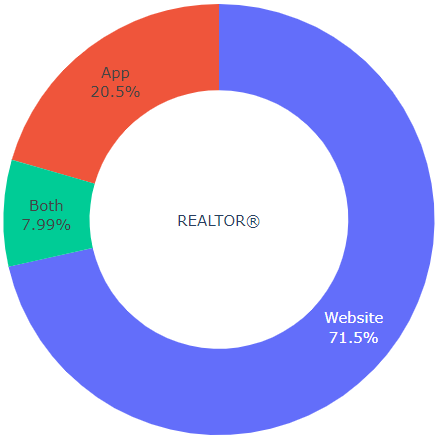 App
20.5%
Both
7.99%
REALTOR®
Website
71.5%